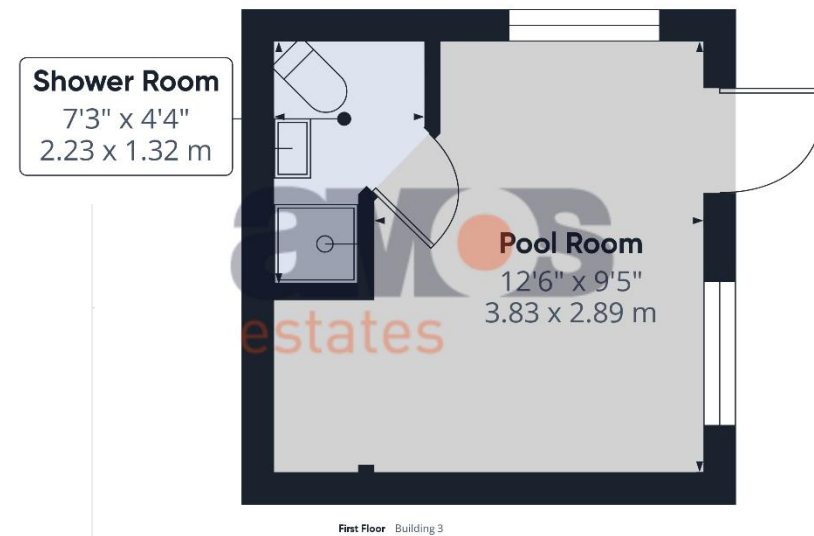 Shower Room
7'3" x 4'4"
2.23 x 1.32 m
amos
estates
Pool Room
12'6" x 9'5"
3.83 x 2.89 m
First Floor Building 3